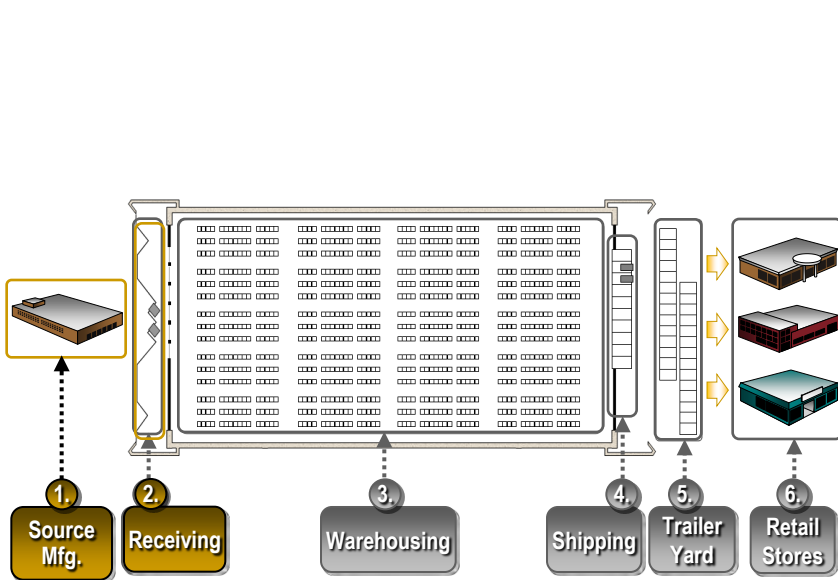 1.
Source
Mfg.
2.
Receiving
3.
Warehousing
4.
Shipping
5.
Trailer
Yard
6.
Retail
Stores